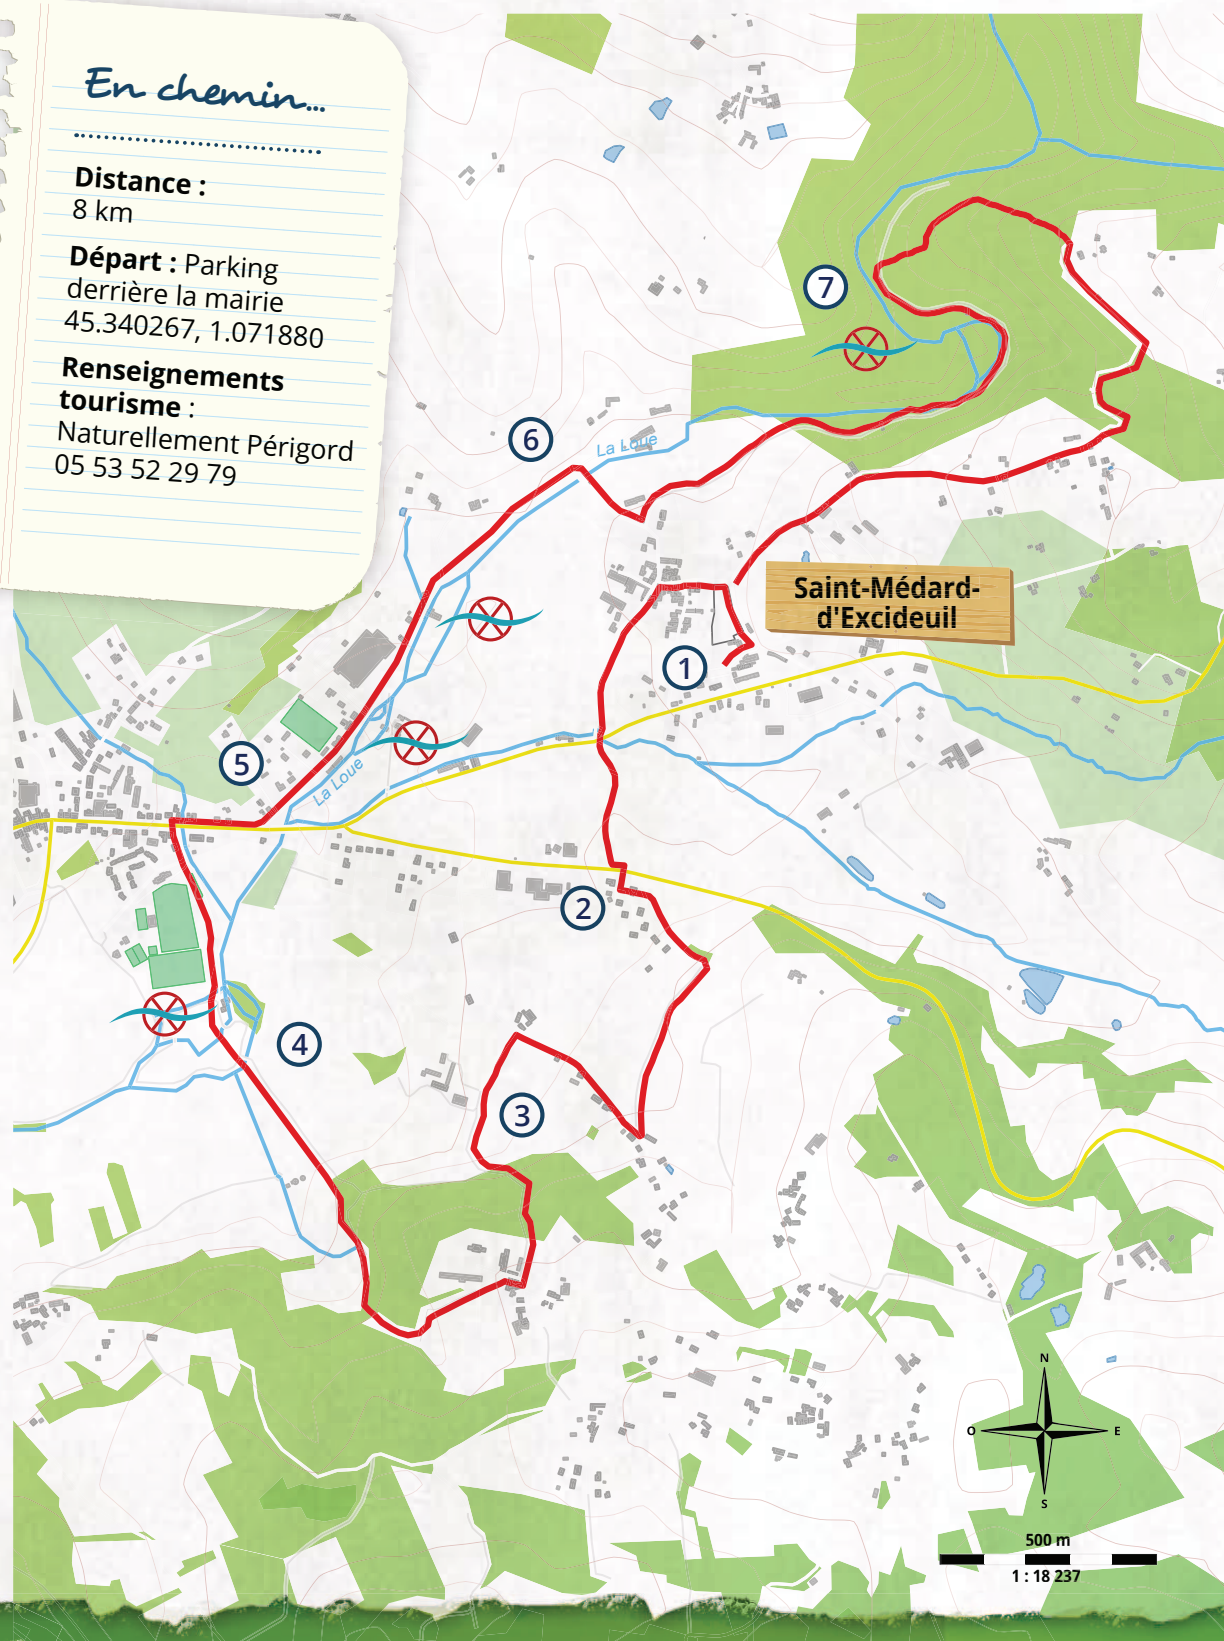 En chemin...
Distance :
8 km
Départ : Parking
derrière la mairie
45.340267, 1.071880
Renseignements
tourisme :
Naturellement Périgord
05 53 52 29 79
7
6
La Loue
Saint-Médard-
d'Excideuil
1
5
La Loue
2
4
3
N
O
E
S
500 m
1 : 18 237